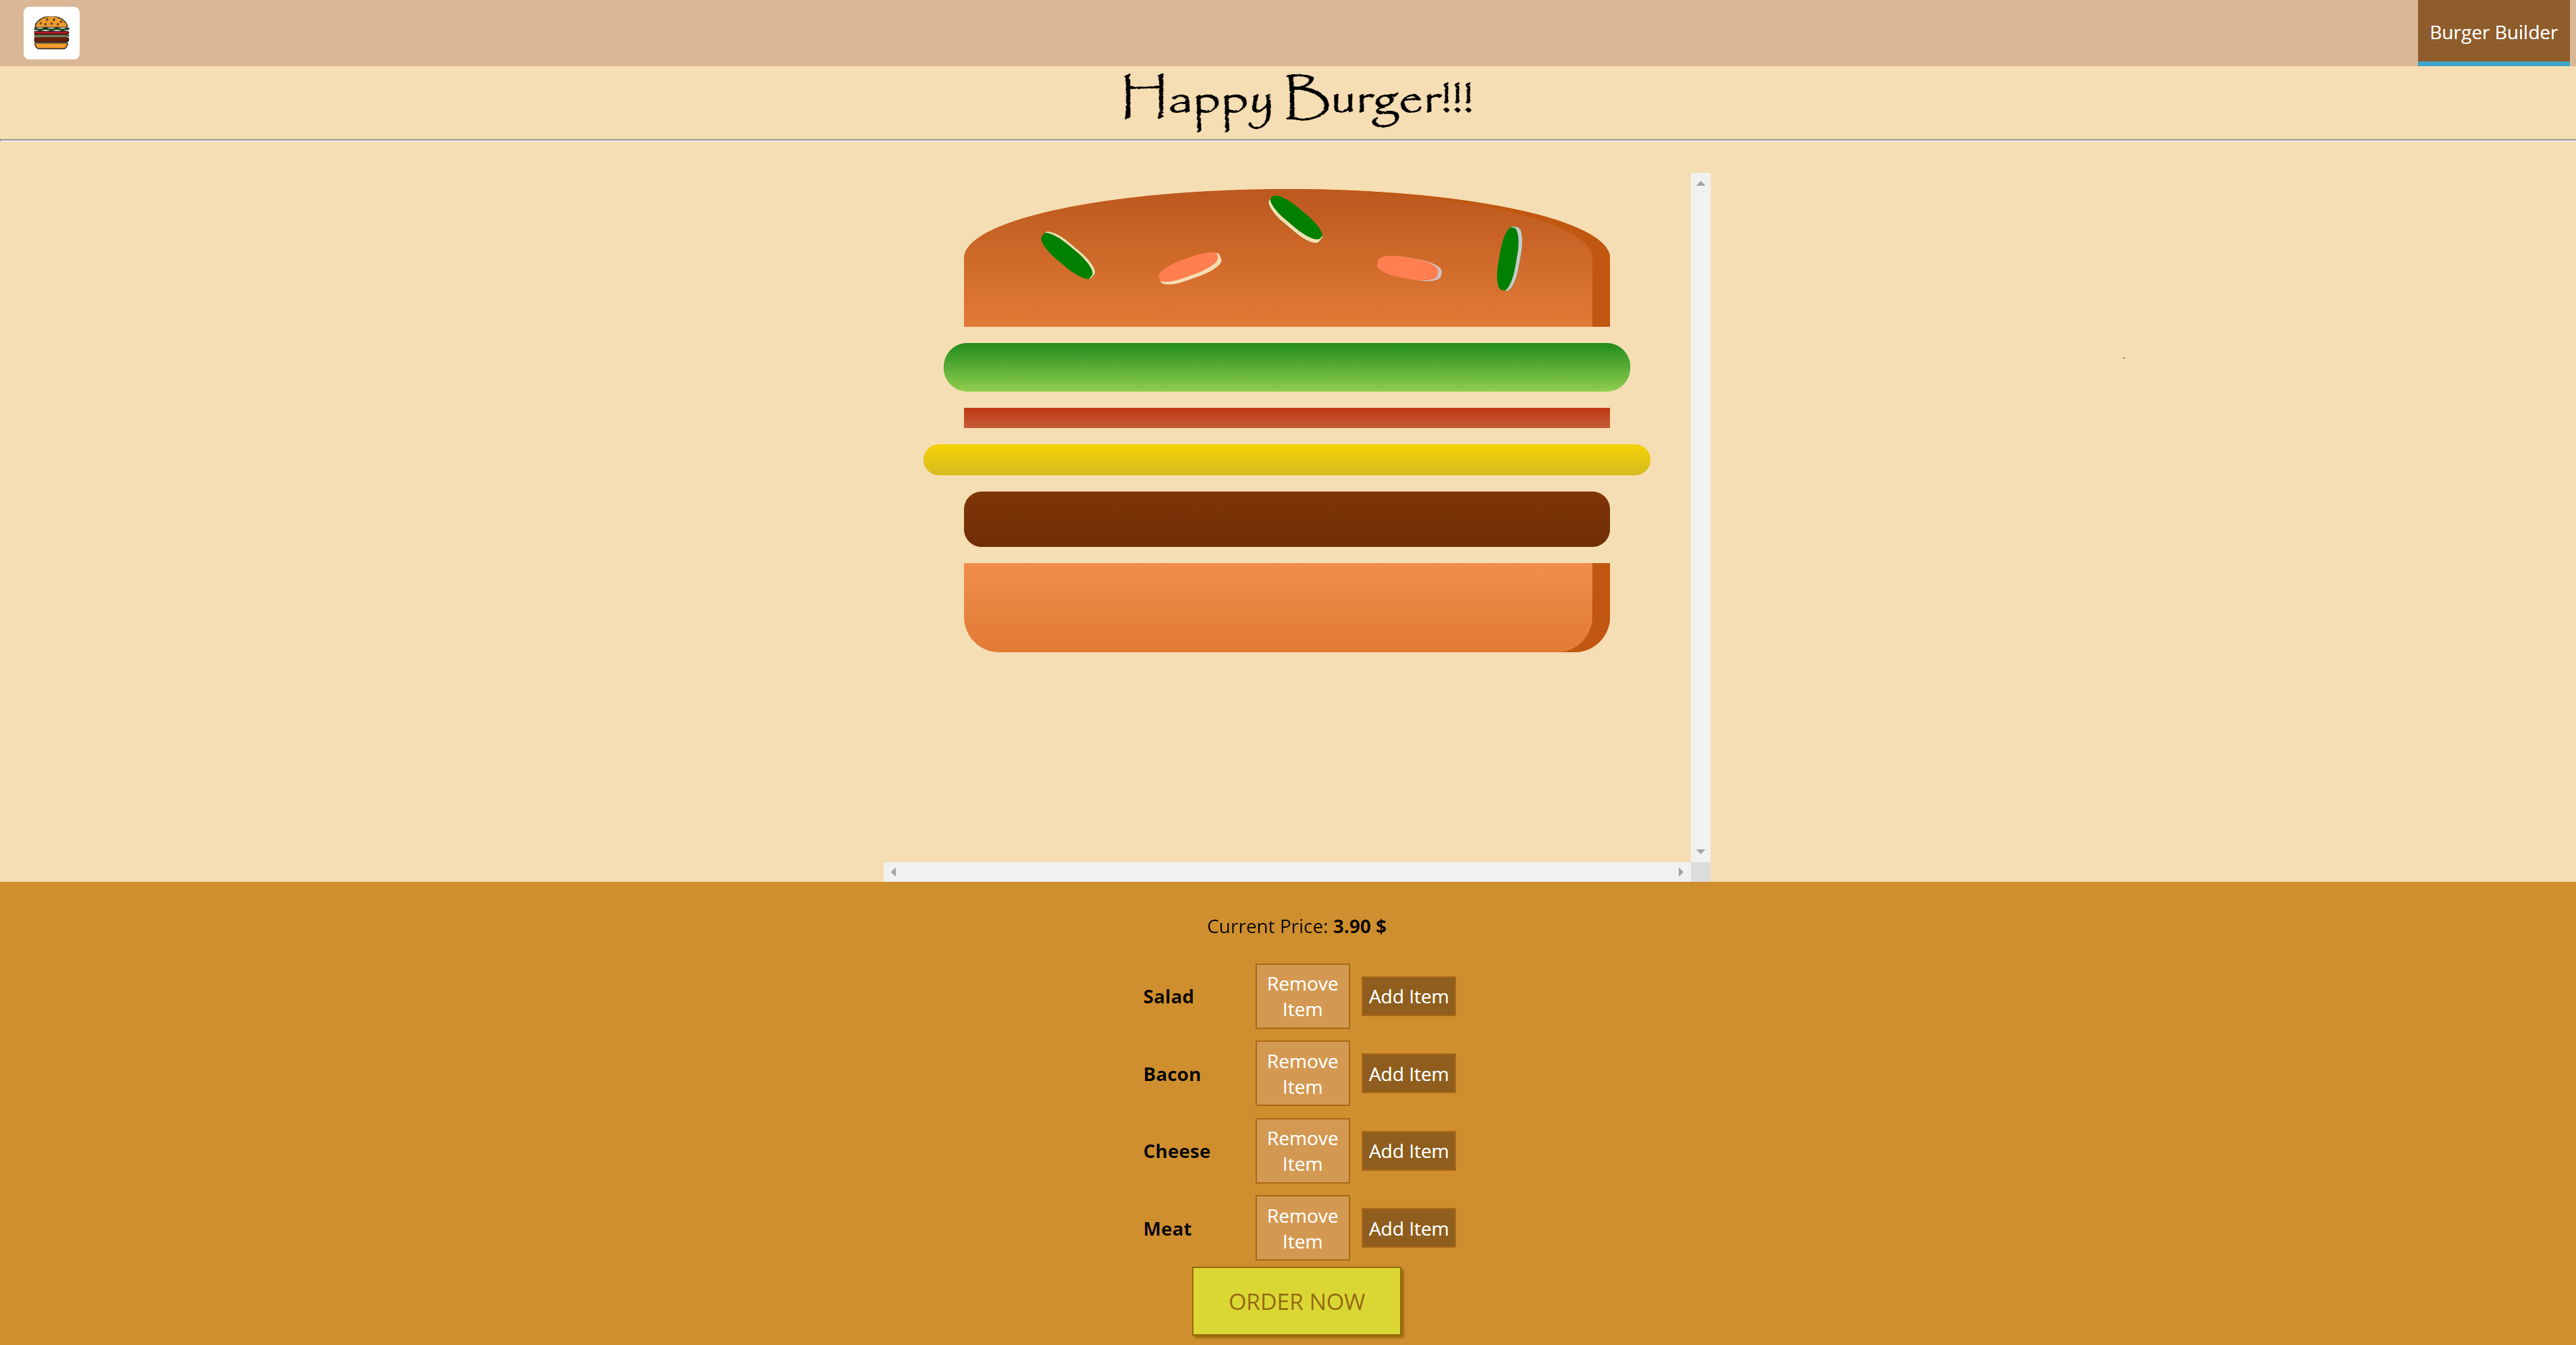 Burger Builder
Happy Burger!!!
Current Price: 3.90 $
Salad
Remove
Item
Add Item
Bacon
Remove
Item
Add Item
Cheese
Remove
Item
Add Item
Meat
Remove
Item
Add Item
ORDER NOW